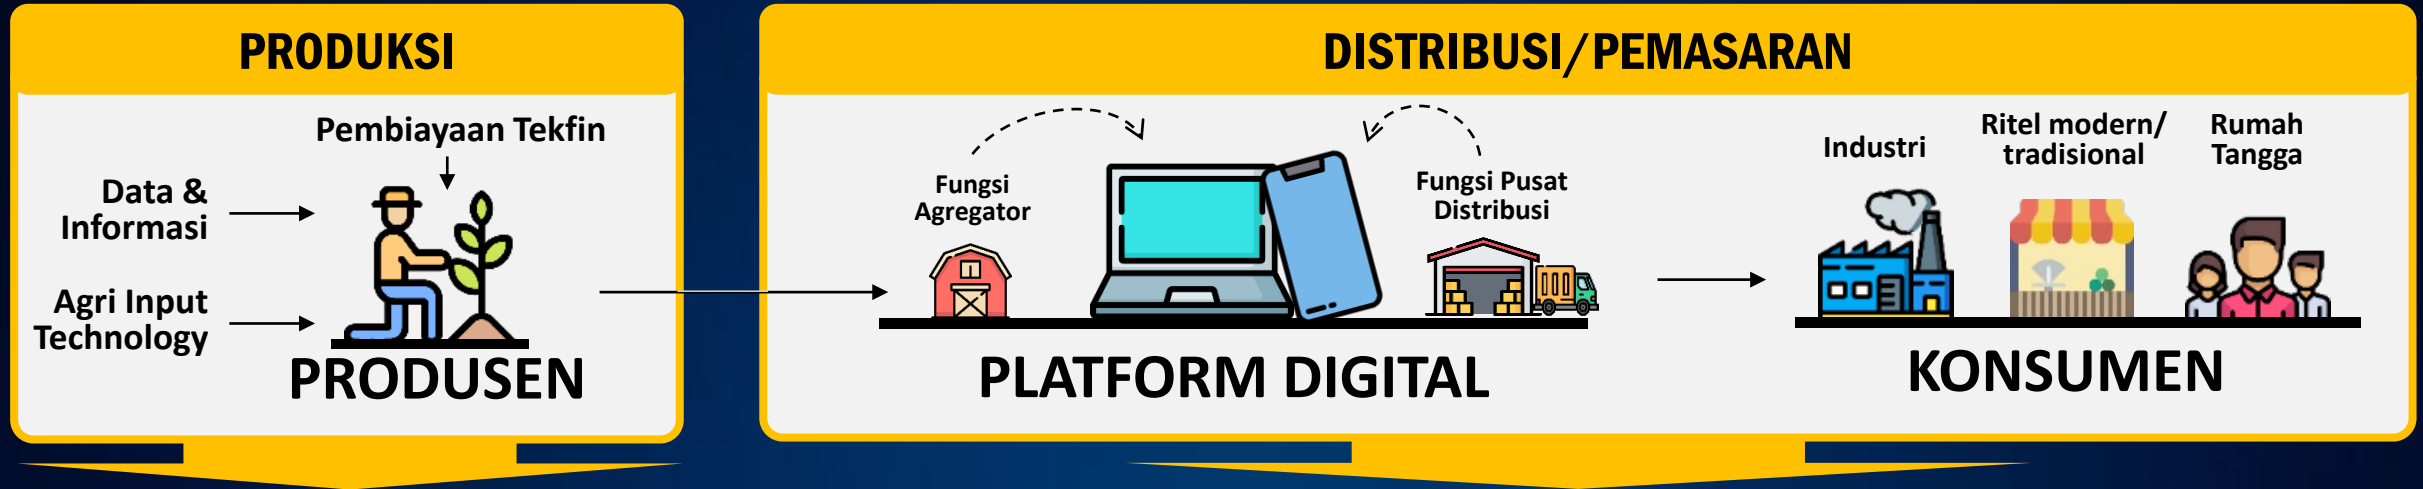 PRODUKSI
Pembiayaan Tekfin
Data &
Informasi
Agri Input
Technology
PRODUSEN
DISTRIBUSI/PEMASARAN
Fungsi
Agregator
Fungsi Pusat
Distribusi
PLATFORM DIGITAL
Industri
Ritel modern/
tradisional
Rumah
Tangga
KONSUMEN